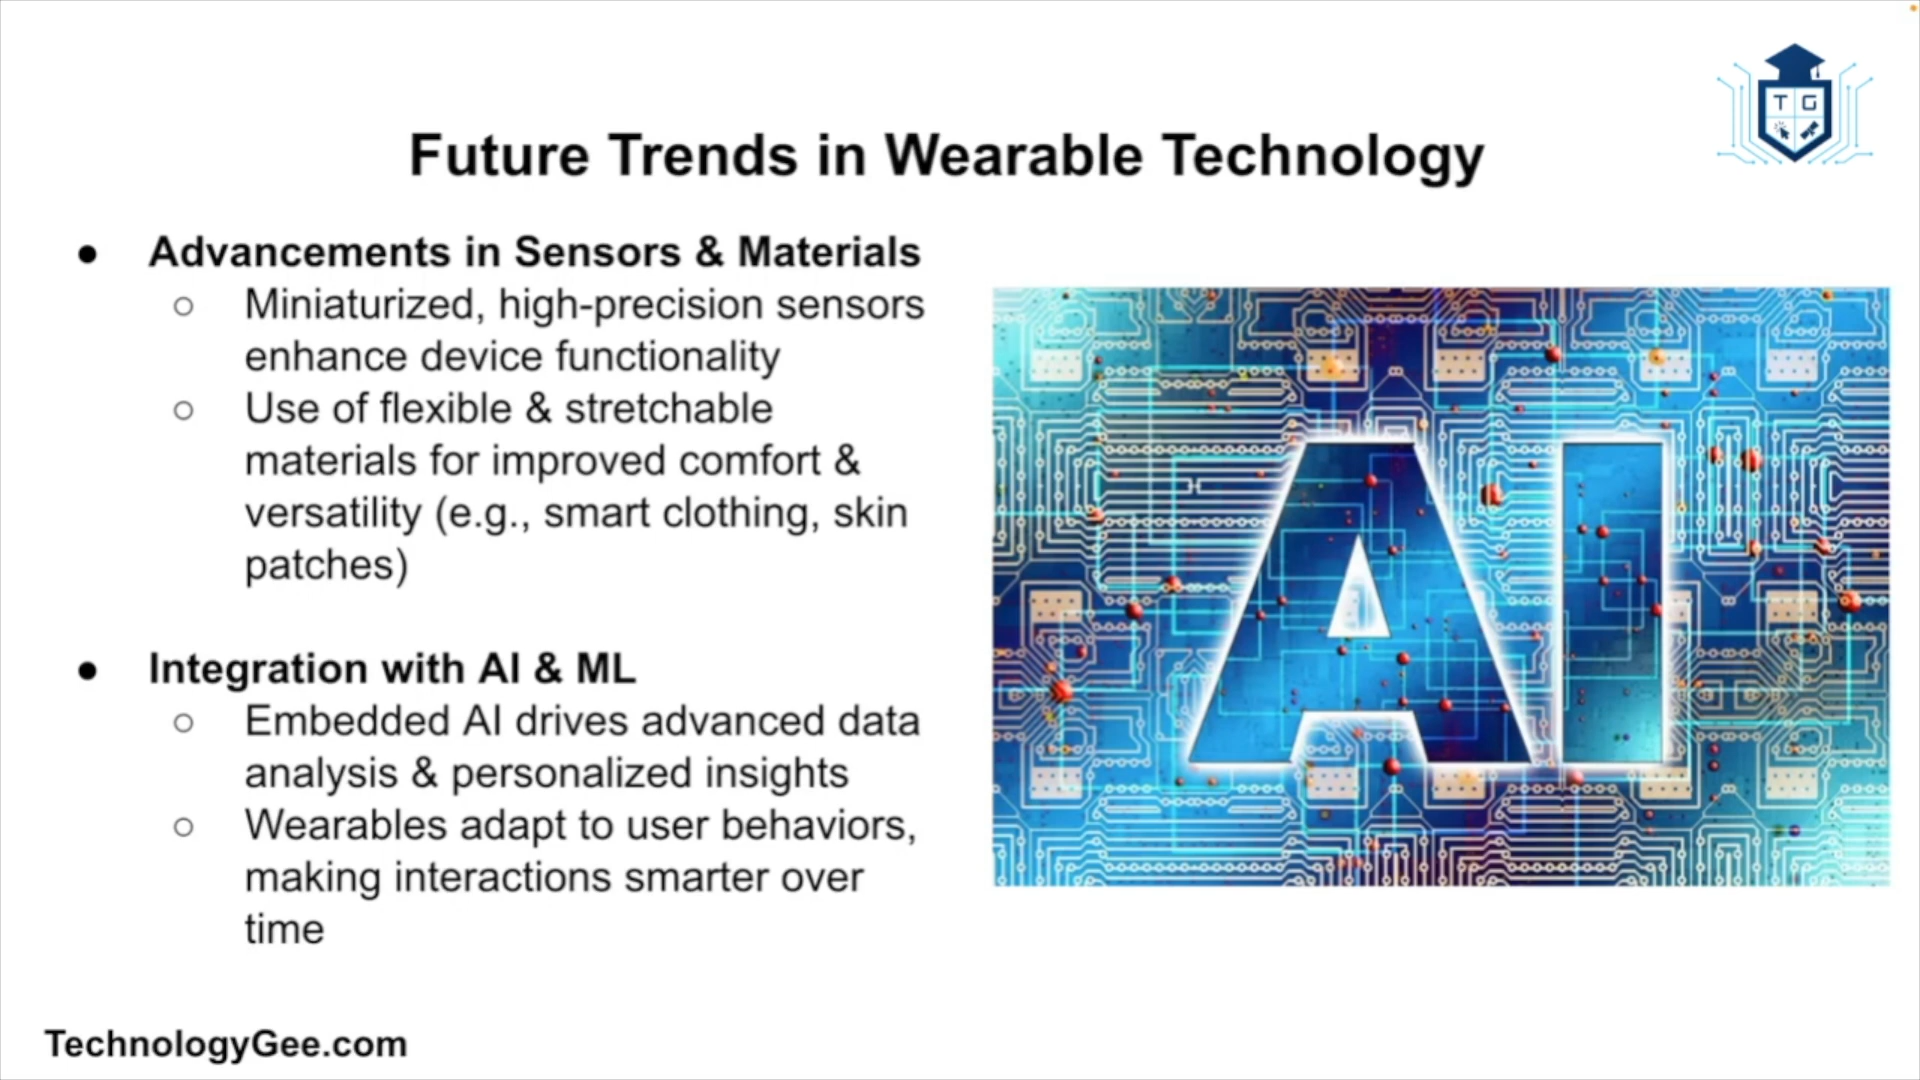 T G
Future Trends in Wearable Technology
● Advancements in Sensors & Materials
○ Miniaturized, high-precision sensors
enhance device functionality
○ Use of flexible & stretchable
materials for improved comfort &
versatility (e.g., smart clothing, skin
patches)
● Integration with AI & ML
○ Embedded AI drives advanced data
analysis & personalized insights
○ Wearables adapt to user behaviors,
making interactions smarter over
time
AI
TechnologyGee.com